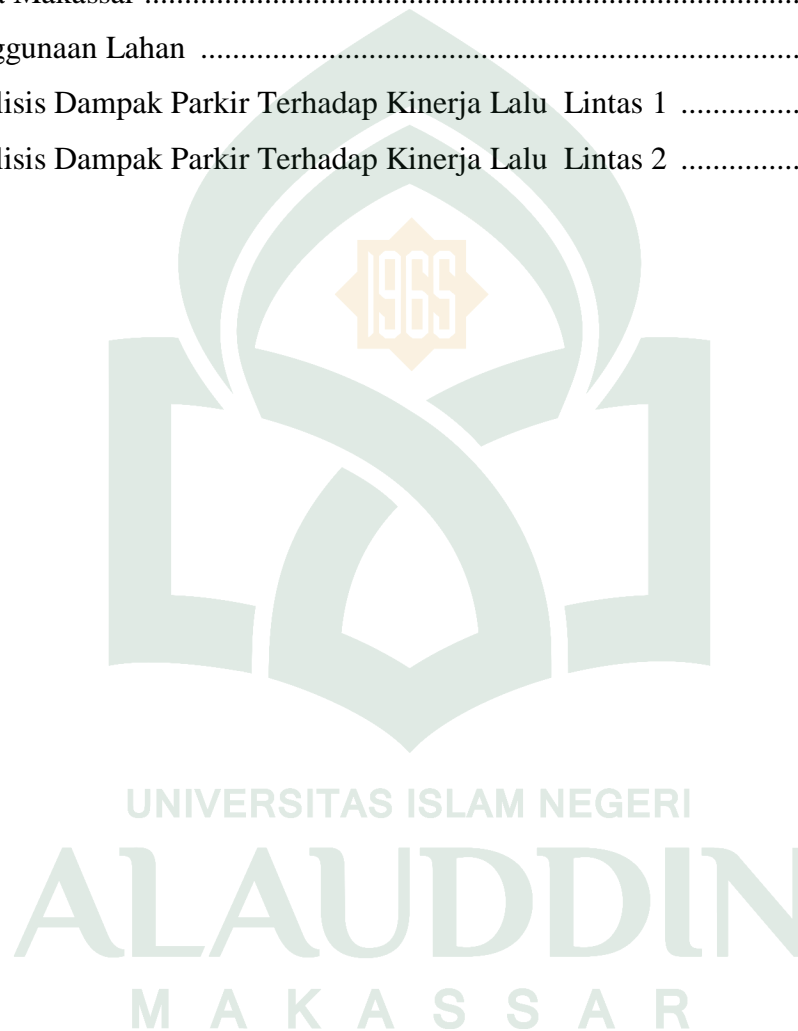 Makassar ....................................................................................
ggunaan Lahan ...........................................................................
lisis Dampak Parkir Terhadap Kinerja Lalu Lintas 1 ...............
lisis Dampak Parkir Terhadap Kinerja Lalu Lintas 2 ...............
1965
UNIVERSITAS ISLAM NEGERI
ALAUDDIN
MAKASSAR